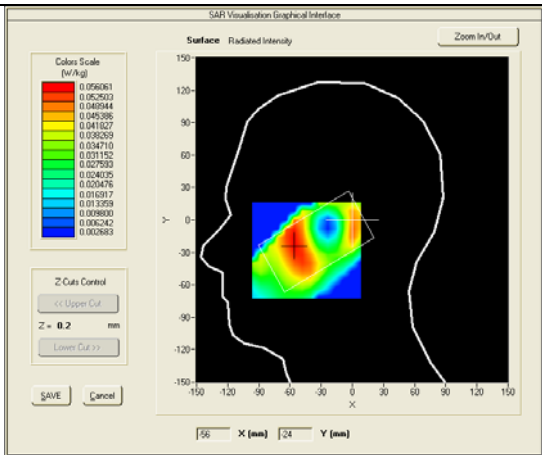 SAR Visualisation Graphical Interface
Surface Radiated Intensity
Zoom In/Out
Colors Scale
(W/kg)
0.056061
0.052503
0.048944
0.045386
0.041827
0.038269
0.034710
0.031152
0.027593
0.024035
0.020476
0.016917
0.013359
0.009800
0.006242
0.002683
Z Cuts Control
<< Upper Cut
Z = 0.2 mm
Lower Cut >>
SAVE Cancel
150-
120-
90-
60-
30-
0-
-30-
-60-
-90-
-120-
-150-
Y
-150 -120 -90 -60 -30 0 30 60 90 120 150
X
-56 X (mm) -24 Y (mm)